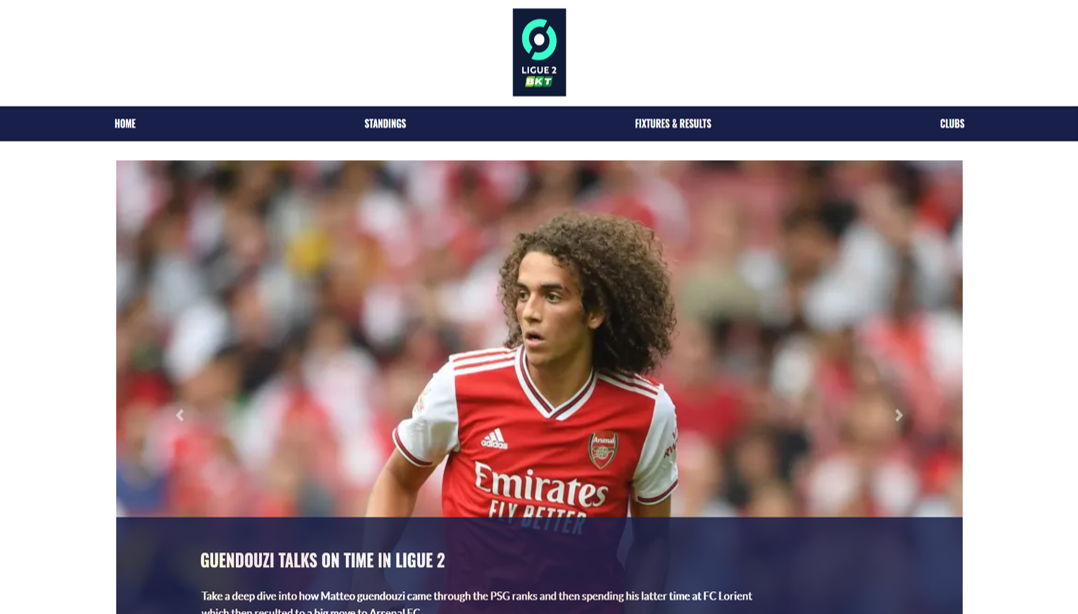 LIGUE 2
BKT
HOME
STANDINGS
FIXTURES & RESULTS
CLUBS
adidas
Arsenal
Emirates
FLY BETTER
GUENDOUZI TALKS ON TIME IN LIGUE 2
Take a deep dive into how Matteo guendouzi came through the PSG ranks and then spending his latter time at FC Lorient
which then resulted to a big move to Arsenal FC